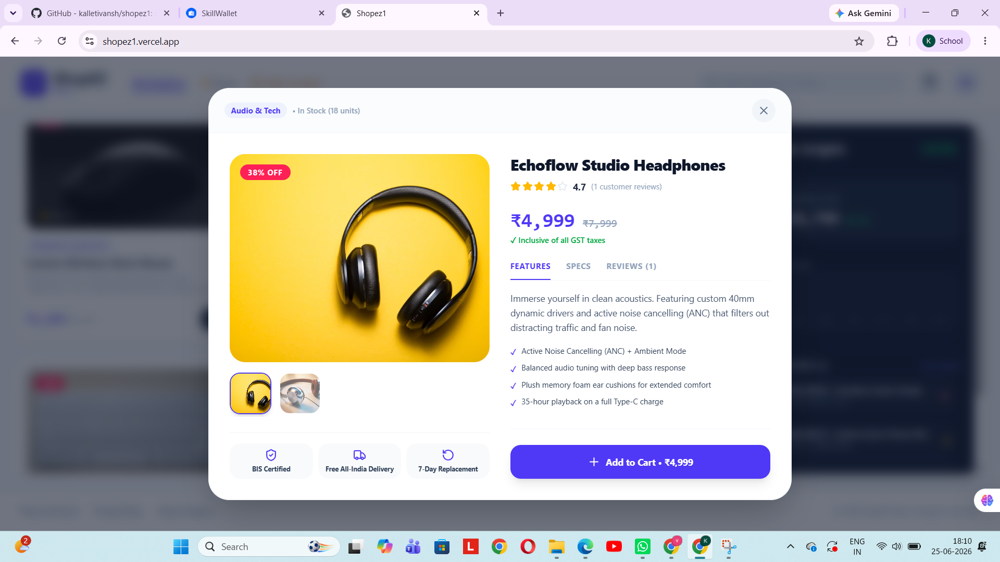 GitHub - kalletivansh/shopez1:
SkillWallet
Shopez1
Ask Gemini
shopez1.vercel.app
K School
Audio & Tech • In Stock (18 units)
38% OFF
Echoflow Studio Headphones
4.7 (1 customer reviews)
₹4,999 ₹7,999
✓ Inclusive of all GST taxes
FEATURES SPECS REVIEWS (1)
Immerse yourself in clean acoustics. Featuring custom 40mm
dynamic drivers and active noise cancelling (ANC) that filters out
distracting traffic and fan noise.
✓ Active Noise Cancelling (ANC) + Ambient Mode
✓ Balanced audio tuning with deep bass response
✓ Plush memory foam ear cushions for extended comfort
✓ 35-hour playback on a full Type-C charge
BIS Certified
Free All-India Delivery
7-Day Replacement
+ Add to Cart • ₹4,999
2
Search
T
L
V
K
ENG
IN
18:10
25-06-2026